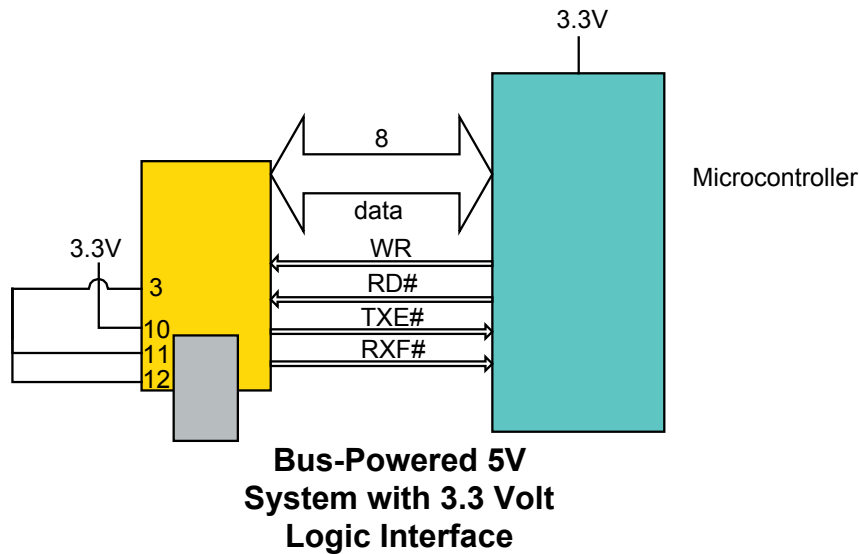 3.3V
8
Microcontroller
data
3.3V
WR
3
RD#
10
TXE#
11
RXF#
12
Bus-Powered 5V
System with 3.3 Volt
Logic Interface